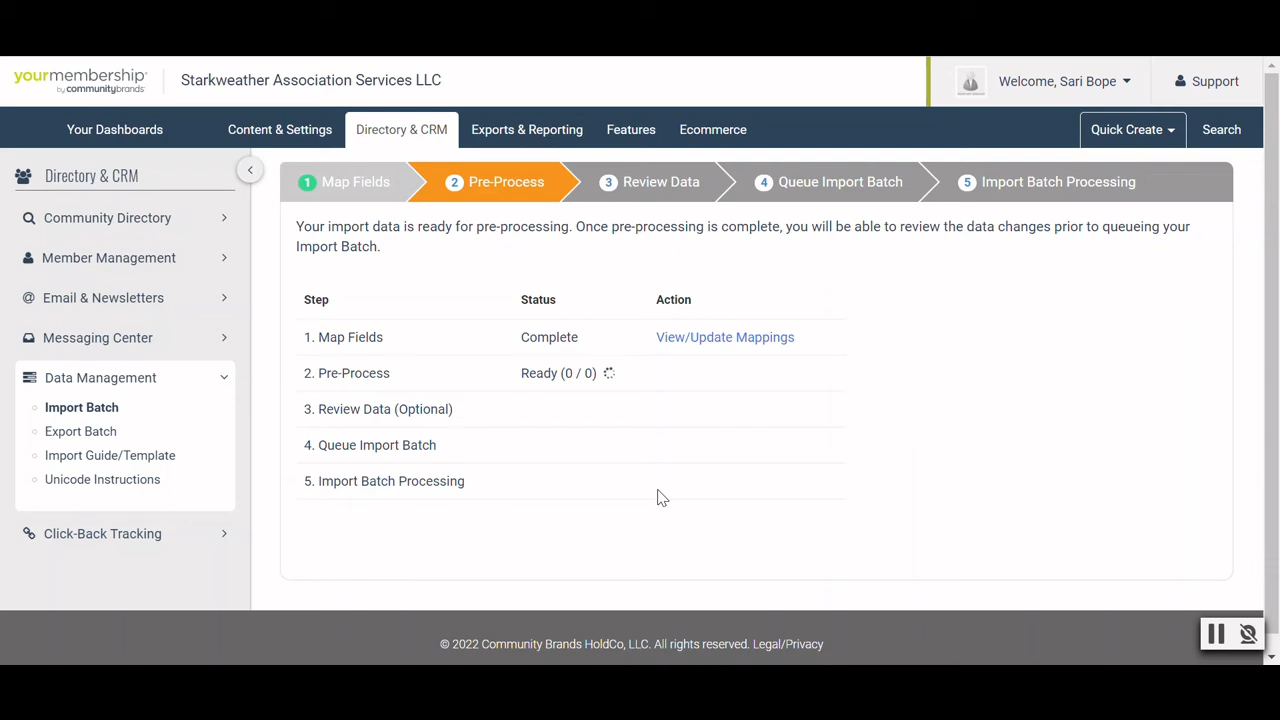 yourmembership
by communitybrands
Starkweather Association Services LLC
Welcome, Sari Bope
Support
Your Dashboards
Content & Settings
Directory & CRM
Exports & Reporting
Features
Ecommerce
Quick Create
Search
Directory & CRM
Community Directory
Member Management
Email & Newsletters
Messaging Center
Data Management
Import Batch
Export Batch
Import Guide/Template
Unicode Instructions
Click-Back Tracking
1 Map Fields
2 Pre-Process
3 Review Data
4 Queue Import Batch
5 Import Batch Processing
Your import data is ready for pre-processing. Once pre-processing is complete, you will be able to review the data changes prior to queueing your
Import Batch.
Step Status Action
1. Map Fields Complete View/Update Mappings
2. Pre-Process Ready (0 / 0)
3. Review Data (Optional)
4. Queue Import Batch
5. Import Batch Processing
© 2022 Community Brands HoldCo, LLC. All rights reserved. Legal/Privacy